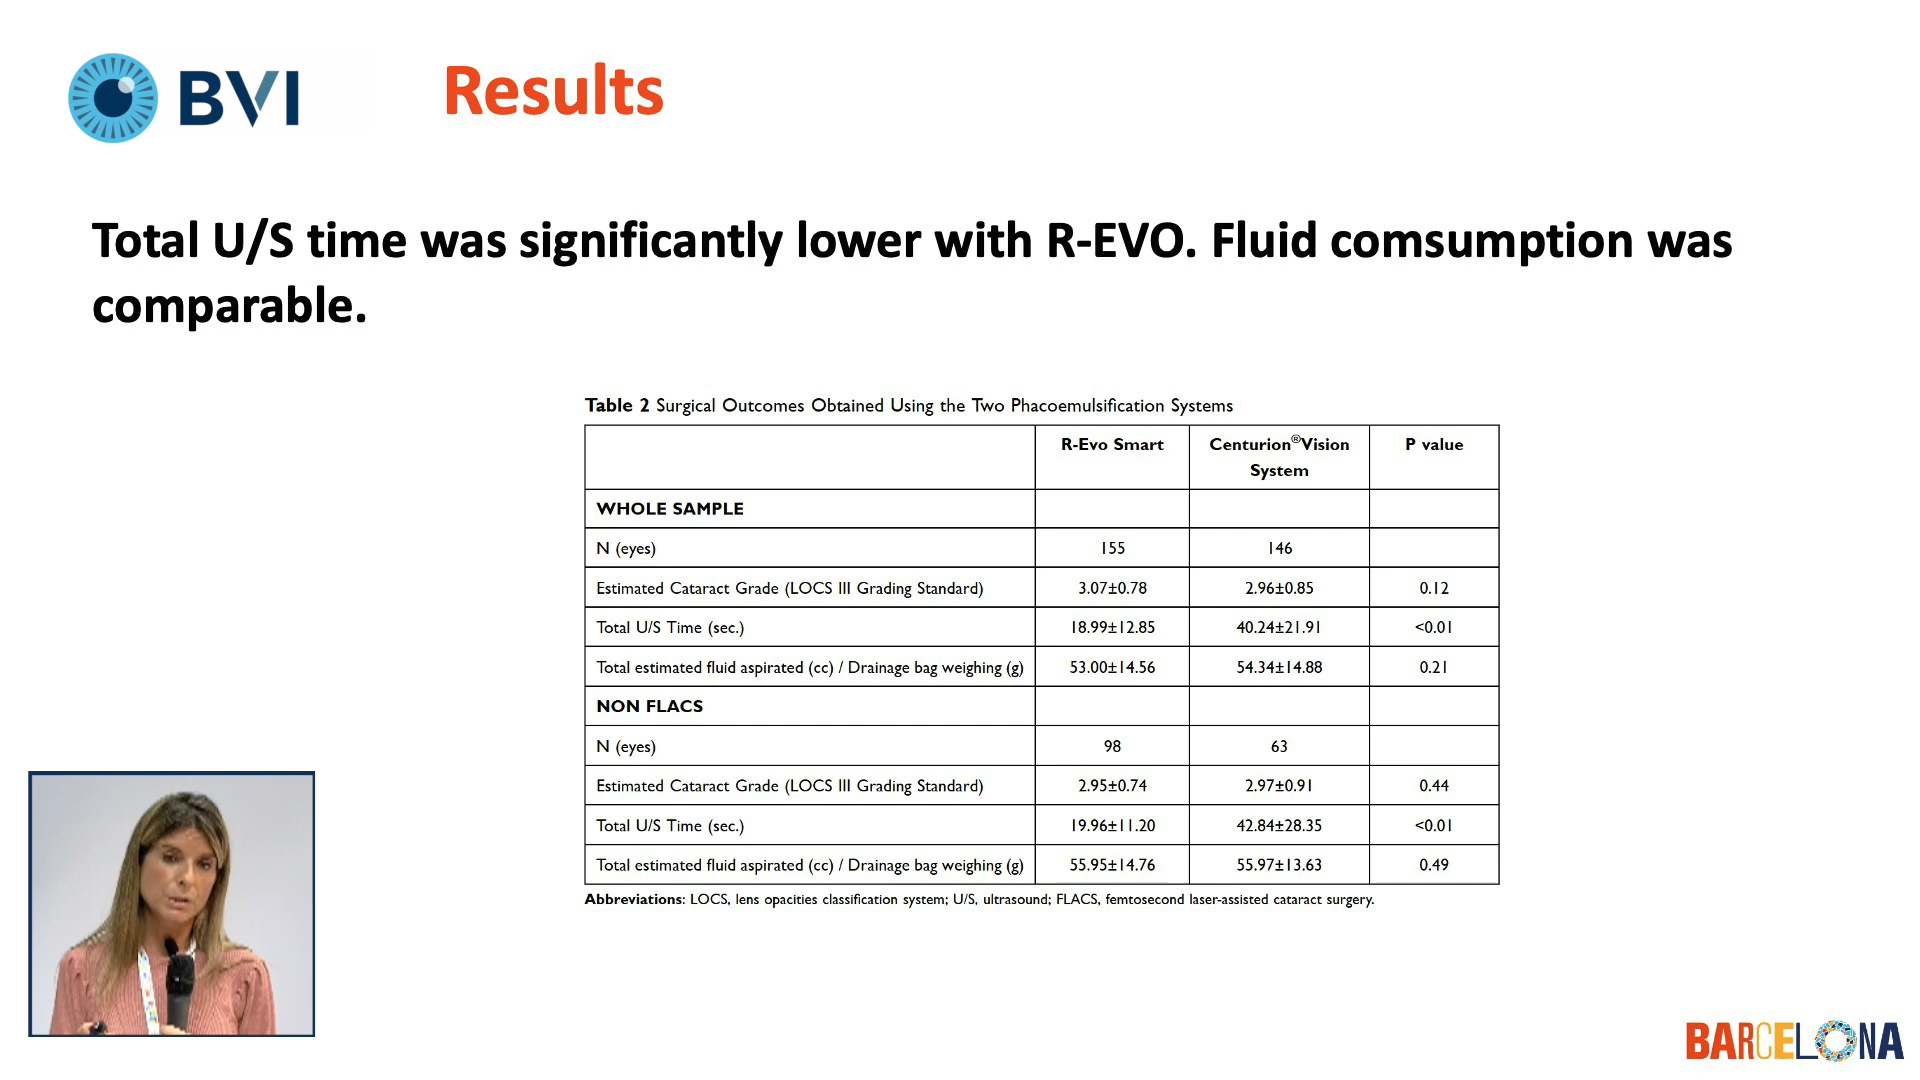 BVI
Results
Total U/S time was significantly lower with R-EVO. Fluid comsumption was
comparable.
Table 2 Surgical Outcomes Obtained Using the Two Phacoemulsification Systems
R-Evo Smart Centurion®Vision System P value
WHOLE SAMPLE
N (eyes) 155 146
Estimated Cataract Grade (LOCS III Grading Standard) 3.07±0.78 2.96±0.85 0.12
Total U/S Time (sec.) 18.99±12.85 40.24±21.91 <0.01
Total estimated fluid aspirated (cc) / Drainage bag weighing (g) 53.00±14.56 54.34±14.88 0.21
NON FLACS
N (eyes) 98 63
Estimated Cataract Grade (LOCS III Grading Standard) 2.95±0.74 2.97±0.91 0.44
Total U/S Time (sec.) 19.96±11.20 42.84±28.35 <0.01
Total estimated fluid aspirated (cc) / Drainage bag weighing (g) 55.95±14.76 55.97±13.63 0.49
Abbreviations: LOCS, lens opacities classification system; U/S, ultrasound; FLACS, femtosecond laser-assisted cataract surgery.
BARCELONA